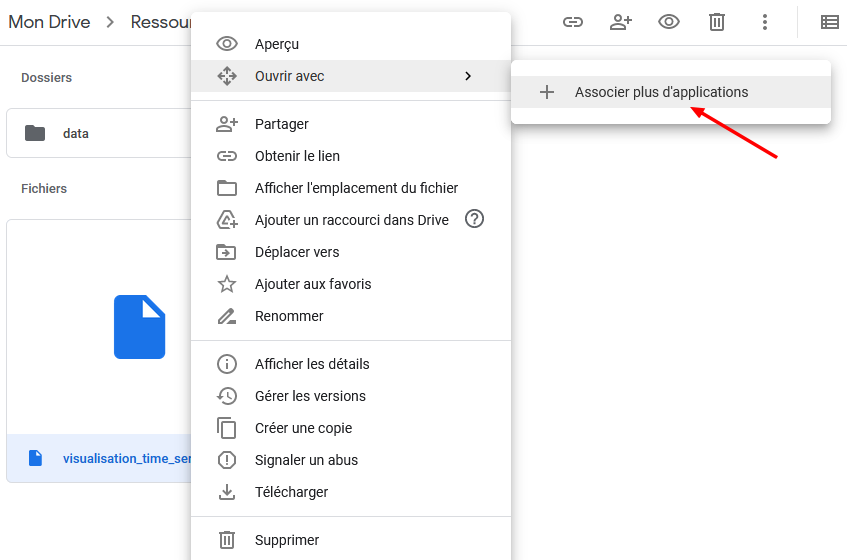 Mon Drive > Ressour
Dossiers
data
Fichiers
visualisation_time_ser
Aperçu
Ouvrir avec
Partager
Obtenir le lien
Afficher l'emplacement du fichier
Ajouter un raccourci dans Drive
Déplacer vers
Ajouter aux favoris
Renommer
Afficher les détails
Gérer les versions
Créer une copie
Signaler un abus
Télécharger
Supprimer
Associer plus d'applications